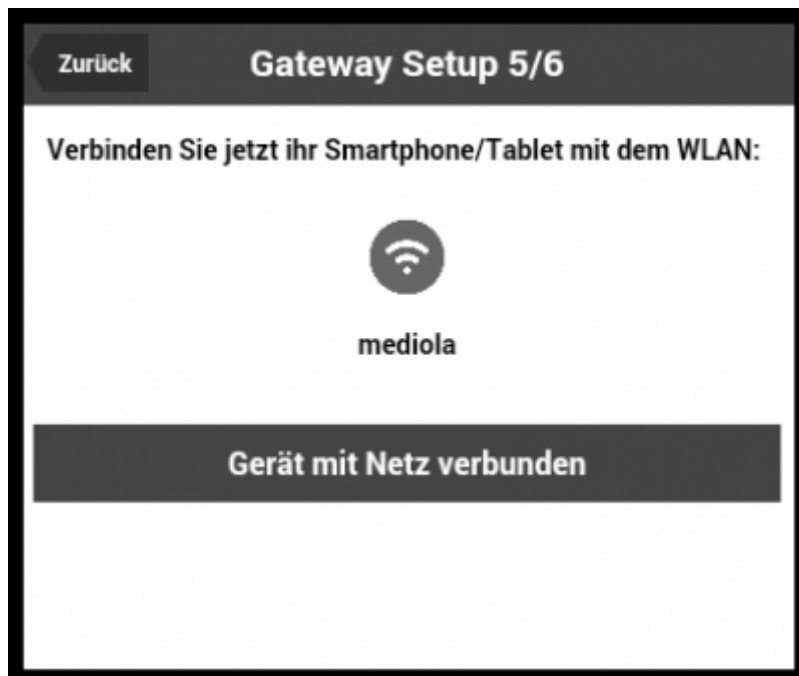 Zurück
Gateway Setup 5/6
Verbinden Sie jetzt ihr Smartphone/Tablet mit dem WLAN:
mediola
Gerät mit Netz verbunden